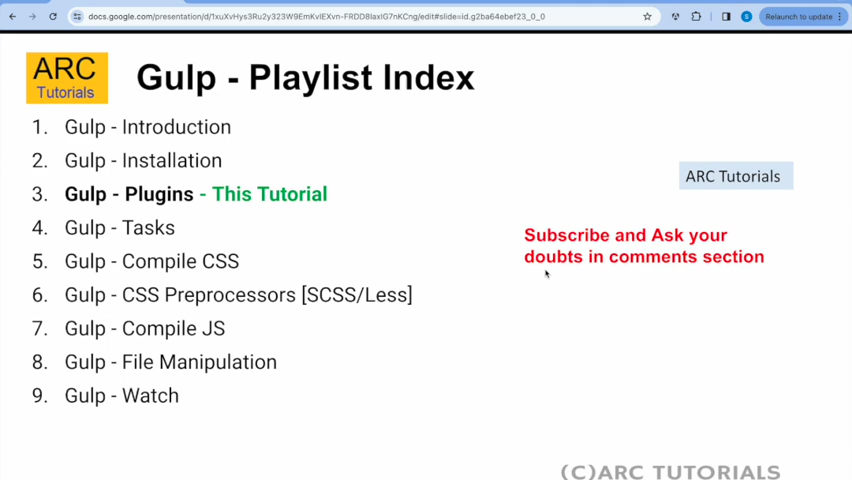 docs.google.com/presentation/d/1xuXvHys3Ru2y323W9EmKvIEXvn-FRDD8IaxIG7nKCng/edit#slide=id.g2ba64ebef23_0_0
S
Relaunch to update
ARC
Tutorials
Gulp - Playlist Index
1. Gulp - Introduction
2. Gulp - Installation
3. Gulp - Plugins - This Tutorial
4. Gulp - Tasks
5. Gulp - Compile CSS
6. Gulp - CSS Preprocessors [SCSS/Less]
7. Gulp - Compile JS
8. Gulp - File Manipulation
9. Gulp - Watch
ARC Tutorials
Subscribe and Ask your
doubts in comments section
(C)ARC TUTORIALS